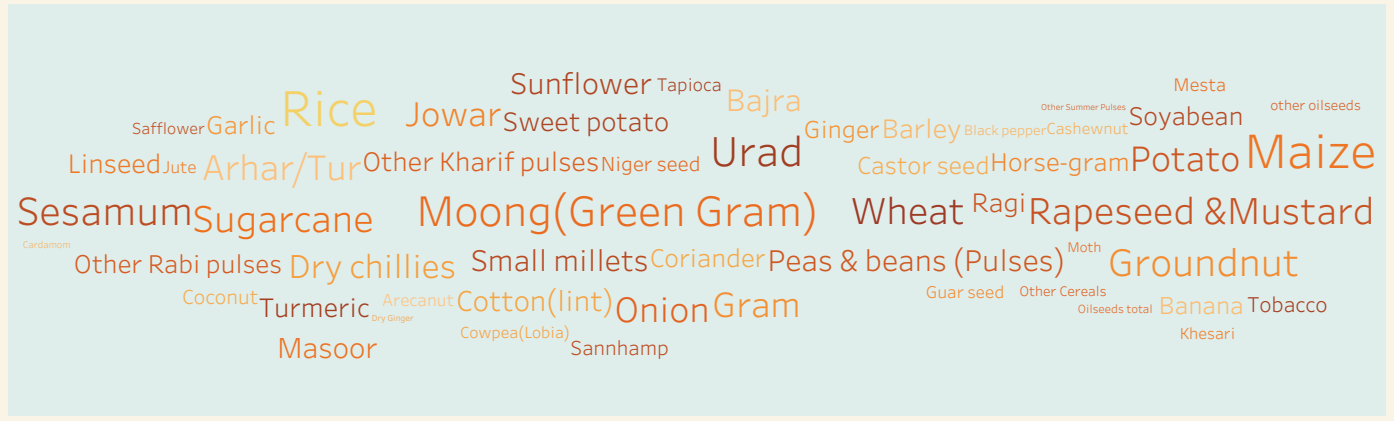 Sunflower Tapioca Mesta
Rice Jowar Bajra Other Summer Pulses other oilseeds
Safflower Garlic Sweet potato Ginger Barley Black pepper Cashewnut Soyabean
Linseed Jute Arhar/Tur Other Kharif pulses Niger seed Urad Castor seed Horse-gram Potato Maize
Sesamum Sugarcane Moong(Green Gram) Wheat Ragi Rapeseed &Mustard
Cardamom Moth
Other Rabi pulses Dry chillies Small millets Coriander Peas & beans (Pulses) Groundnut
Coconut Arecanut Cotton(lint) Guar seed Other Cereals
Turmeric Dry Ginger Onion Gram Oilseeds total Banana Tobacco
Cowpea(Lobia) Khesari
Masoor Sannhamp